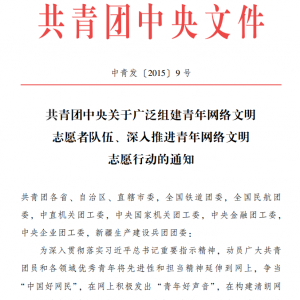 共青团中央文件
中青发〔2015〕9号
共青团中央关于广泛组建青年网络文明
志愿者队伍、深入推进青年网络文明
志愿行动的通知
共青团各省、自治区、直辖市委，全国铁道团委，全国民航团
委，中直机关团工委，中央国家机关团工委，中央金融团工委，
中央企业团工委，新疆生产建设兵团团委：
为深入贯彻落实习近平总书记重要指示精神，动员广大共青
团员和各领域优秀青年将先进性和担当精神延伸到网上，争当
“中国好网民”，在网上积极发出“青年好声音”，在构建清朗网